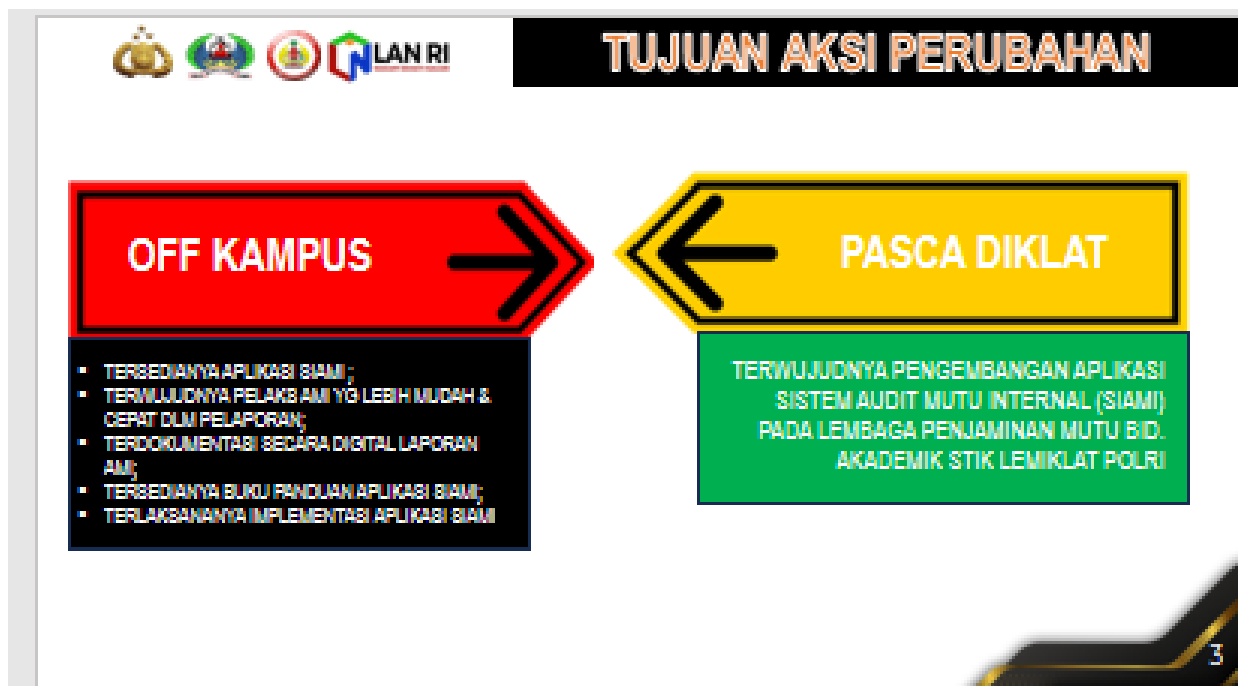 LAN RI
TUJUAN AKSI PERUBAHAN
OFF KAMPUS
▪ TERSEDIANYA APLIKASI SIAMI ;
▪ TERWUJUDNYA PELAKS AMI YG LEBIH MUDAH &
CEPAT DLM PELAPORAN;
▪ TERDOKUMENTASI SECARA DIGITAL LAPORAN
AMI;
▪ TERSEDIANYA BUKU PANDUAN APLIKASI SIAMI;
▪ TERLAKSANANYA IMPLEMENTASI APLIKASI SIAMI
PASCA DIKLAT
TERWUJUDNYA PENGEMBANGAN APLIKASI
SISTEM AUDIT MUTU INTERNAL (SIAMI)
PADA LEMBAGA PENJAMINAN MUTU BID.
AKADEMIK STIK LEMIKLAT POLRI
3